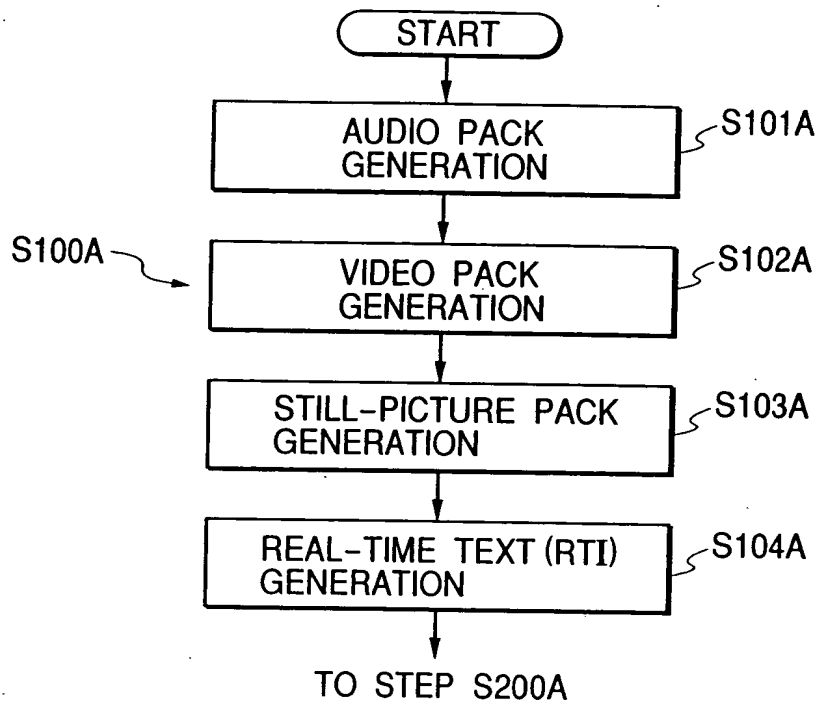 START
AUDIO PACK
GENERATION
S101A
S100A
VIDEO PACK
GENERATION
S102A
STILL-PICTURE PACK
GENERATION
S103A
REAL-TIME TEXT (RTI)
GENERATION
S104A
TO STEP S200A